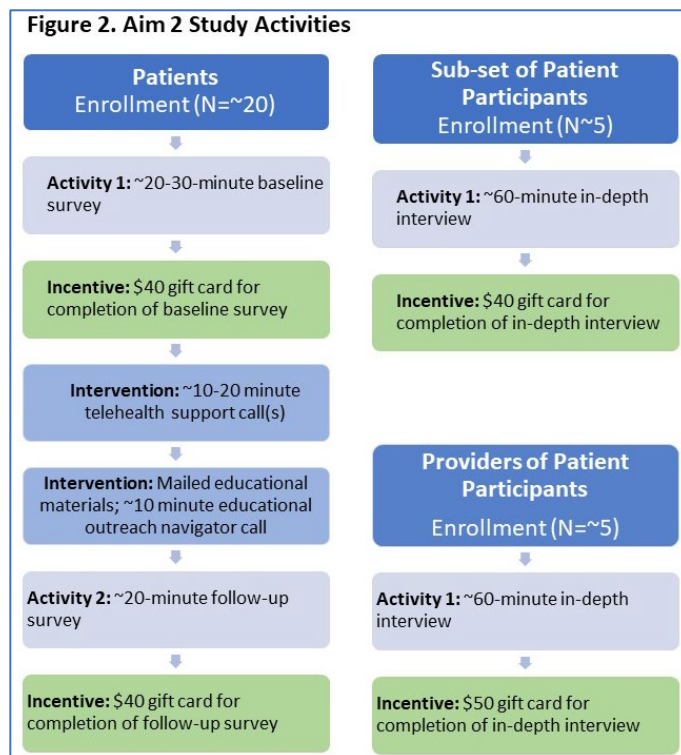 Figure 2. Aim 2 Study Activities
Patients
Enrollment (N=~20)
Activity 1: ~20-30-minute baseline
survey
Incentive: $40 gift card for
completion of baseline survey
Intervention: ~10-20 minute
telehealth support call(s)
Intervention: Mailed educational
materials; ~10 minute educational
outreach navigator call
Activity 2: ~20-minute follow-up
survey
Incentive: $40 gift card for
completion of follow-up survey
Sub-set of Patient
Participants
Enrollment (N~5)
Activity 1: ~60-minute in-depth
interview
Incentive: $40 gift card for
completion of in-depth interview
Providers of Patient
Participants
Enrollment (N=~5)
Activity 1: ~60-minute in-depth
interview
Incentive: $50 gift card for
completion of in-depth interview